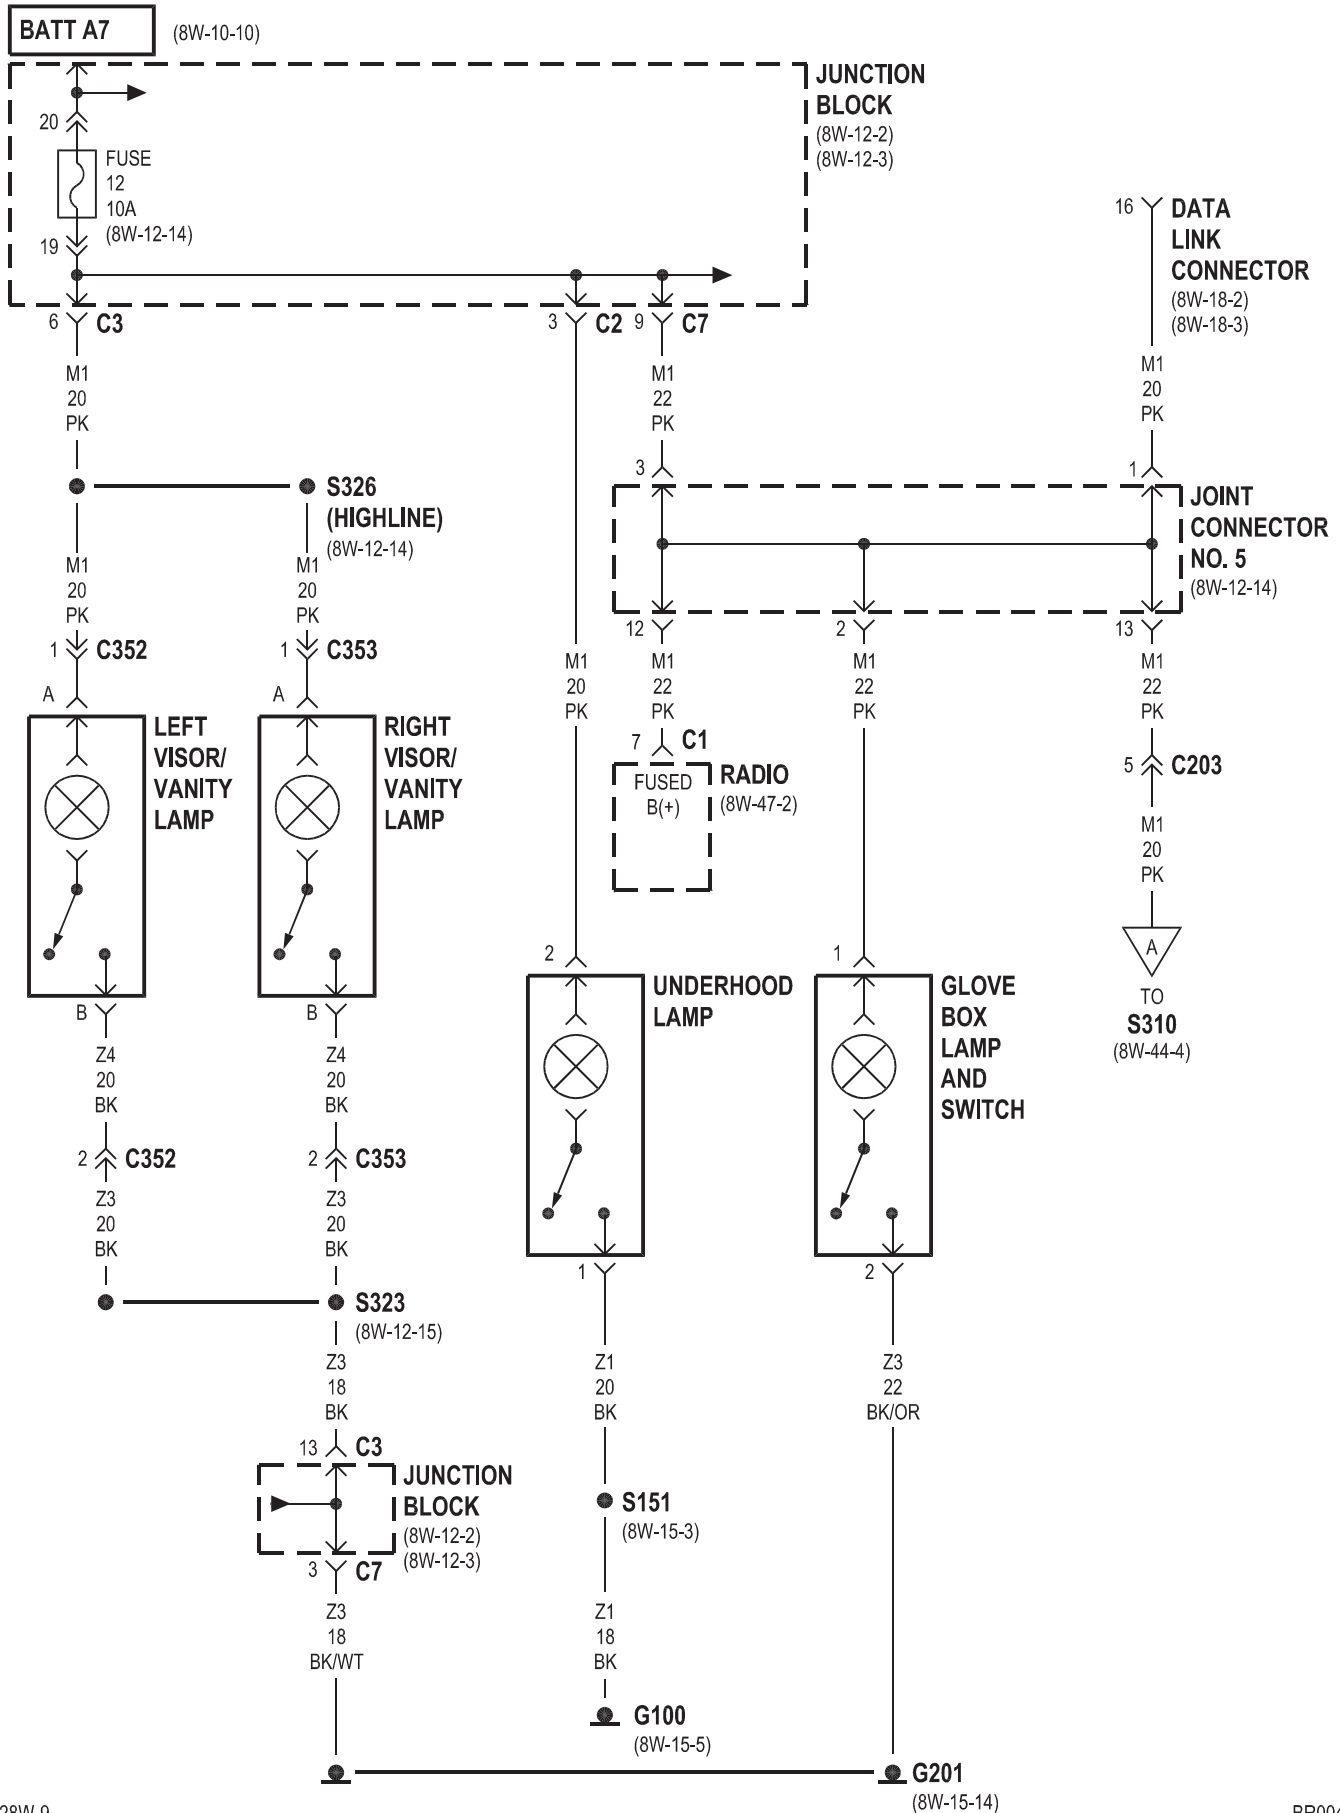 BATT A7
(8W-10-10)
JUNCTION
BLOCK
(8W-12-2)
(8W-12-3)
20
FUSE
12
10A
(8W-12-14)
19
6 C3
3 C2
9 C7
16 DATA
LINK
CONNECTOR
(8W-18-2)
(8W-18-3)
M1
20
PK
M1
22
PK
M1
20
PK
S326
(HIGHLINE)
(8W-12-14)
3
1
JOINT
CONNECTOR
NO. 5
(8W-12-14)
M1
20
PK
M1
20
PK
1 C352
1 C353
12
2
13
M1
20
PK
M1
22
PK
M1
22
PK
M1
22
PK
A
LEFT
VISOR/
VANITY
LAMP
A
RIGHT
VISOR/
VANITY
LAMP
7 C1
FUSED
B(+)
RADIO
(8W-47-2)
5 C203
M1
20
PK
A
TO
S310
(8W-44-4)
B
B
Z4
20
BK
Z4
20
BK
2 C352
2 C353
Z3
20
BK
Z3
20
BK
2
UNDERHOOD
LAMP
1
GLOVE
BOX
LAMP
AND
SWITCH
1
2
S323
(8W-12-15)
Z3
18
BK
Z1
20
BK
Z3
22
BK/OR
13 C3
JUNCTION
BLOCK
(8W-12-2)
(8W-12-3)
3 C7
S151
(8W-15-3)
Z3
18
BK/WT
Z1
18
BK
G100
(8W-15-5)
G201
(8W-15-14)
28W-9